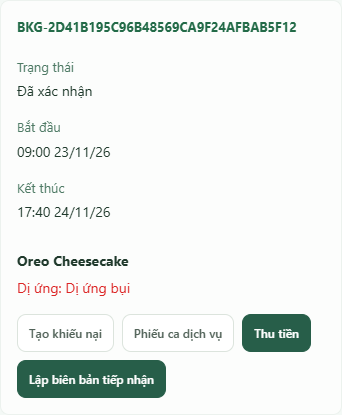 BKG-2D41B195C96B48569CA9F24AFBAB5F12
Trạng thái
Đã xác nhận
Bắt đầu
09:00 23/11/26
Kết thúc
17:40 24/11/26
Oreo Cheesecake
Dị ứng: Dị ứng bụi
Tạo khiếu nại
Phiếu ca dịch vụ
Thu tiền
Lập biên bản tiếp nhận